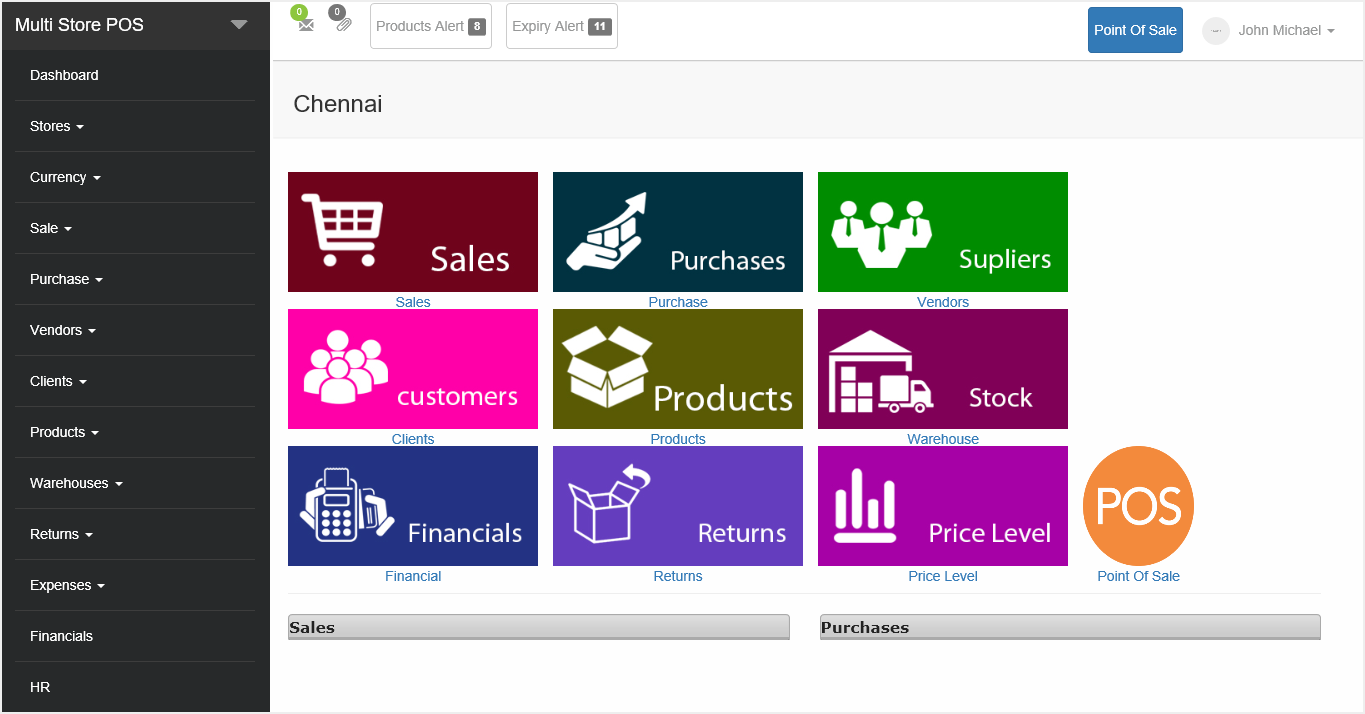 Multi Store POS
0
0
Products Alert 8
Expiry Alert 11
Point Of Sale
John Michael
Dashboard
Stores
Currency
Sale
Purchase
Vendors
Clients
Products
Warehouses
Returns
Expenses
Financials
HR
Chennai
Sales
Purchases
Supliers
Sales
Purchase
Vendors
customers
Products
Stock
Clients
Products
Warehouse
Financials
Returns
Price Level
POS
Financial
Returns
Price Level
Point Of Sale
Sales
Purchases